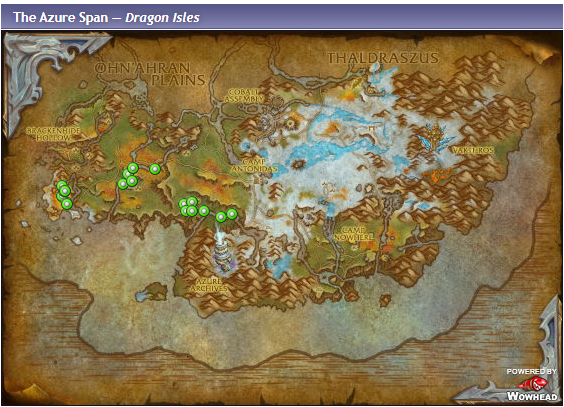 The Azure Span — Dragon Isles
OHN'AHRAN
PLAINS
THALDRASZUS
COBALT
ASSEMBLY
BRACKENHIDE
HOLLOW
VAKTHROS
CAMP
ANTONIDAS
CAMP
NOWHERE
AZURE
ARCHIVES
POWERED BY
WOWHEAD